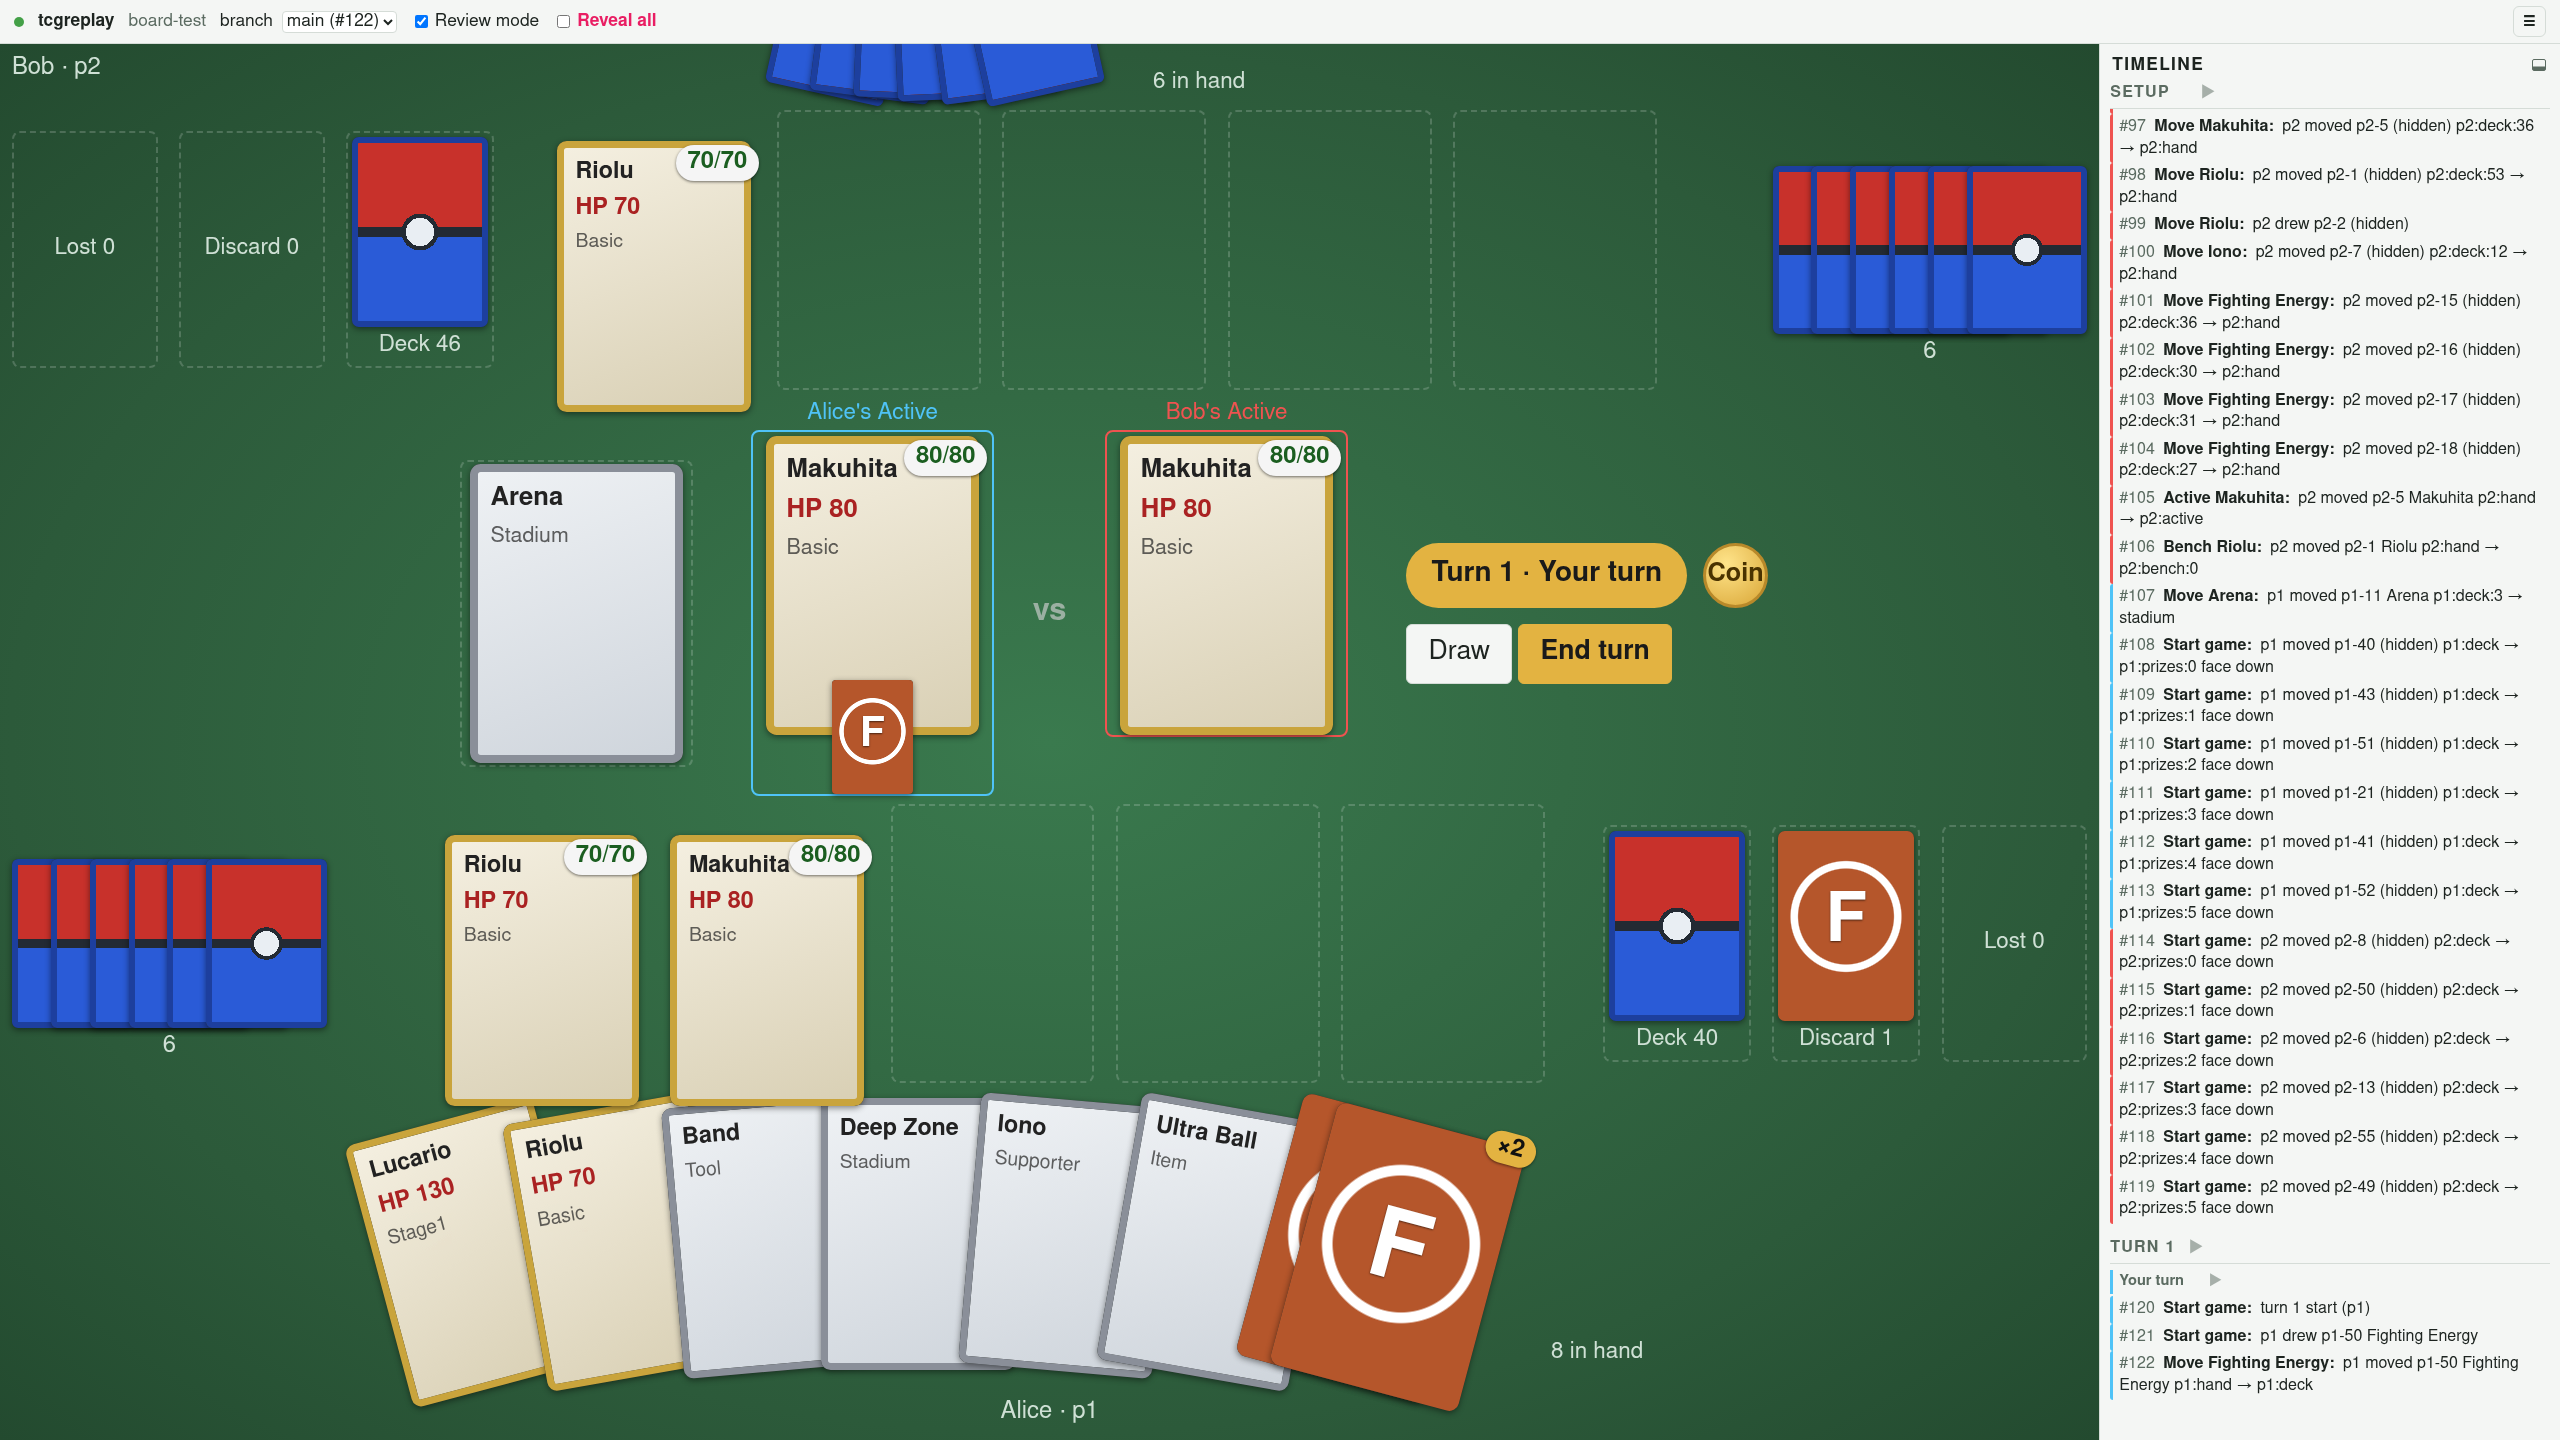 tcgreplay board-test branch main (#122) Review mode Reveal all ☰
Bob · p2
6 in hand
Lost 0
Discard 0
Deck 46
Riolu 70/70
HP 70
Basic
6
Alice's Active
Bob's Active
Arena
Stadium
Makuhita 80/80
HP 80
Basic
F
vs
Makuhita 80/80
HP 80
Basic
Turn 1 · Your turn
Coin
Draw
End turn
6
Riolu 70/70
HP 70
Basic
Makuhita 80/80
HP 80
Basic
Deck 40
F
Discard 1
Lost 0
Lucario
HP 130
Stage1
Riolu
HP 70
Basic
Band
Tool
Deep Zone
Stadium
Iono
Supporter
Ultra Ball
Item
×2
F
8 in hand
Alice · p1
TIMELINE
SETUP
#97 Move Makuhita: p2 moved p2-5 (hidden) p2:deck:36
→ p2:hand
#98 Move Riolu: p2 moved p2-1 (hidden) p2:deck:53 →
p2:hand
#99 Move Riolu: p2 drew p2-2 (hidden)
#100 Move Iono: p2 moved p2-7 (hidden) p2:deck:12 →
p2:hand
#101 Move Fighting Energy: p2 moved p2-15 (hidden)
p2:deck:36 → p2:hand
#102 Move Fighting Energy: p2 moved p2-16 (hidden)
p2:deck:30 → p2:hand
#103 Move Fighting Energy: p2 moved p2-17 (hidden)
p2:deck:31 → p2:hand
#104 Move Fighting Energy: p2 moved p2-18 (hidden)
p2:deck:27 → p2:hand
#105 Active Makuhita: p2 moved p2-5 Makuhita p2:hand
→ p2:active
#106 Bench Riolu: p2 moved p2-1 Riolu p2:hand →
p2:bench:0
#107 Move Arena: p1 moved p1-11 Arena p1:deck:3 →
stadium
#108 Start game: p1 moved p1-40 (hidden) p1:deck →
p1:prizes:0 face down
#109 Start game: p1 moved p1-43 (hidden) p1:deck →
p1:prizes:1 face down
#110 Start game: p1 moved p1-51 (hidden) p1:deck →
p1:prizes:2 face down
#111 Start game: p1 moved p1-21 (hidden) p1:deck →
p1:prizes:3 face down
#112 Start game: p1 moved p1-41 (hidden) p1:deck →
p1:prizes:4 face down
#113 Start game: p1 moved p1-52 (hidden) p1:deck →
p1:prizes:5 face down
#114 Start game: p2 moved p2-8 (hidden) p2:deck →
p2:prizes:0 face down
#115 Start game: p2 moved p2-50 (hidden) p2:deck →
p2:prizes:1 face down
#116 Start game: p2 moved p2-6 (hidden) p2:deck →
p2:prizes:2 face down
#117 Start game: p2 moved p2-13 (hidden) p2:deck →
p2:prizes:3 face down
#118 Start game: p2 moved p2-55 (hidden) p2:deck →
p2:prizes:4 face down
#119 Start game: p2 moved p2-49 (hidden) p2:deck →
p2:prizes:5 face down
TURN 1
Your turn
#120 Start game: turn 1 start (p1)
#121 Start game: p1 drew p1-50 Fighting Energy
#122 Move Fighting Energy: p1 moved p1-50 Fighting
Energy p1:hand → p1:deck